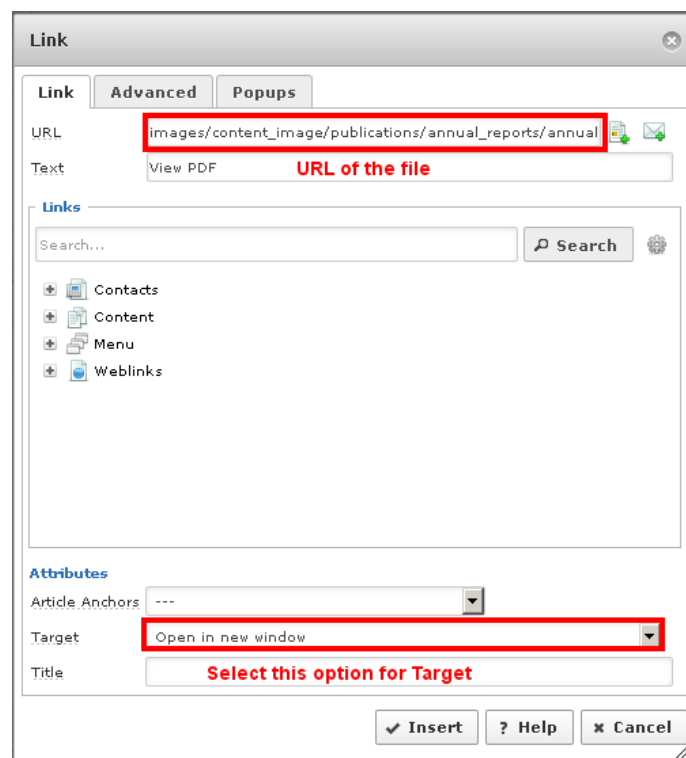 Link
Link Advanced Popups
URL images/content_image/publications/annual_reports/annual
Text View PDF URL of the file
Links
Search... Search
Contacts
Content
Menu
Weblinks
Attributes
Article Anchors ---
Target Open in new window
Title Select this option for Target
Insert ? Help Cancel